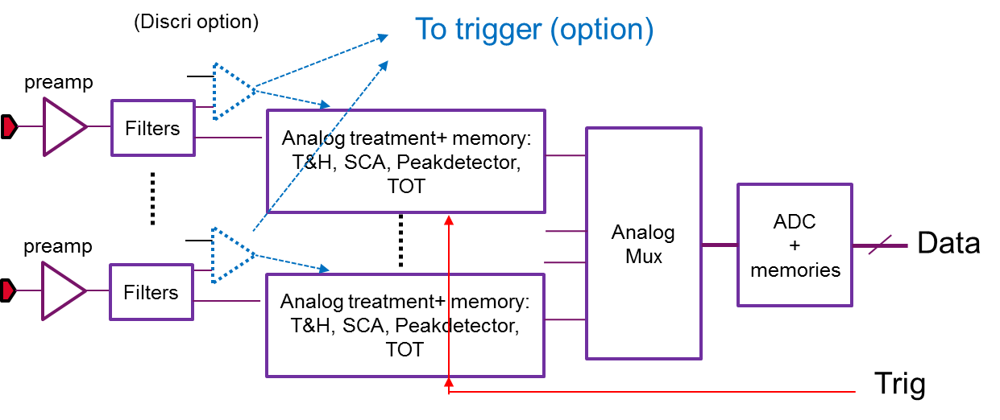 (Discri option)
To trigger (option)
preamp
Filters
Analog treatment+ memory:
T&H, SCA, Peakdetector,
TOT
Analog
Mux
ADC
+
memories
Data
preamp
Filters
Analog treatment+ memory:
T&H, SCA, Peakdetector,
TOT
Trig